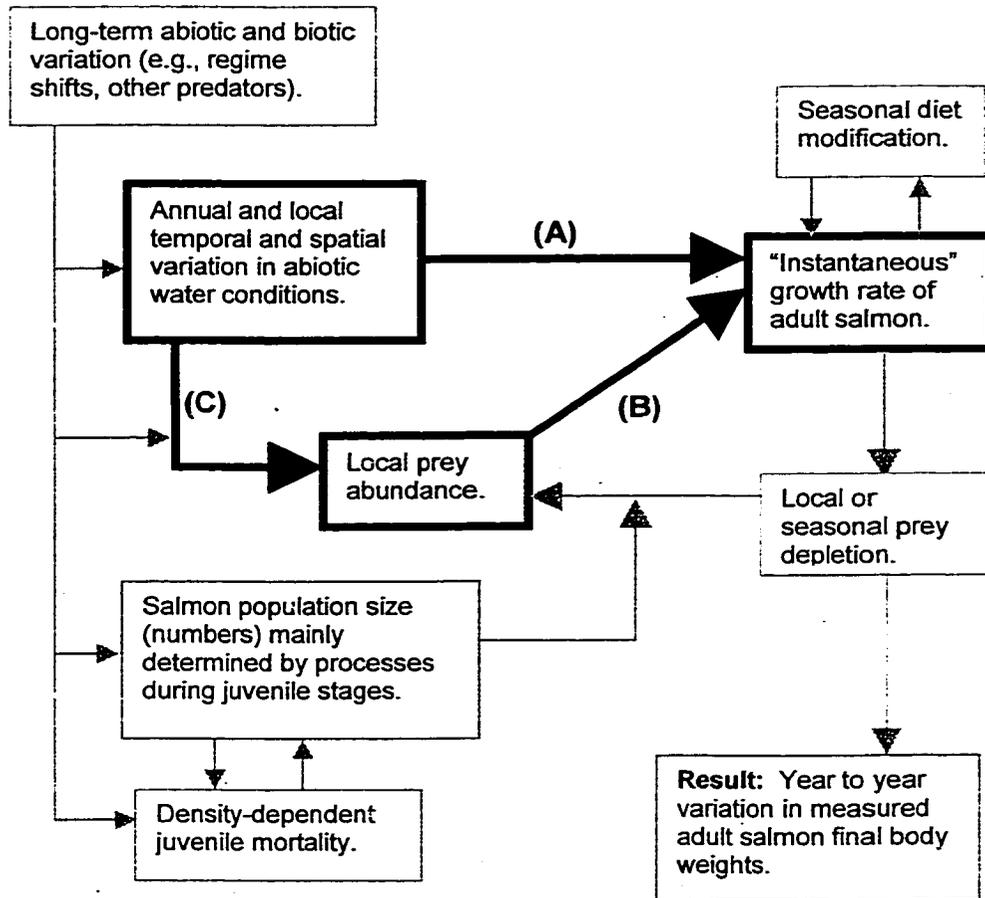 Long-term abiotic and biotic
variation (e.g., regime
shifts, other predators).
Seasonal diet
modification.
Annual and local
temporal and spatial
variation in abiotic
water conditions.
(A)
"Instantaneous"
growth rate of
adult salmon.
(C)
(B)
Local prey
abundance.
Local or
seasonal prey
depletion.
Salmon population size
(numbers) mainly
determined by processes
during juvenile stages.
Density-dependent
juvenile mortality.
Result: Year to year
variation in measured
adult salmon final body
weights.